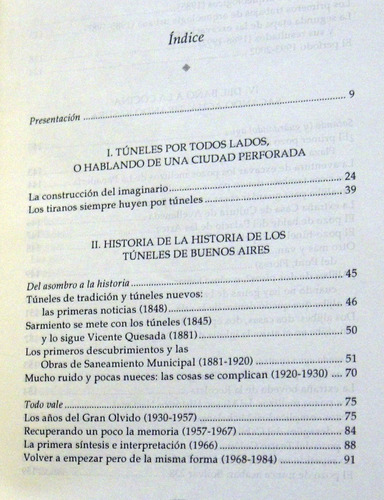 Índice
Presentación 9
I. TÚNELES POR TODOS LADOS,
O HABLANDO DE UNA CIUDAD PERFORADA
La construcción del imaginario 24
Los tiranos siempre huyen por túneles 39
II. HISTORIA DE LA HISTORIA DE LOS
TÚNELES DE BUENOS AIRES
Del asombro a la historia 45
Túneles de tradición y túneles nuevos:
las primeras noticias (1848) 46
Sarmiento se mete con los túneles (1845)
y lo sigue Vicente Quesada (1881) 50
Los primeros descubrimientos y las
Obras de Saneamiento Municipal (1881-1920) 51
Mucho ruido y pocas nueces: las cosas se complican (1920-1930) 70
Todo vale 75
Los años del Gran Olvido (1930-1957) 75
Recuperando un poco la memoria (1957-1967) 84
La primera síntesis e interpretación (1966) 88
Volver a empezar pero de la misma forma (1968-1984) 91